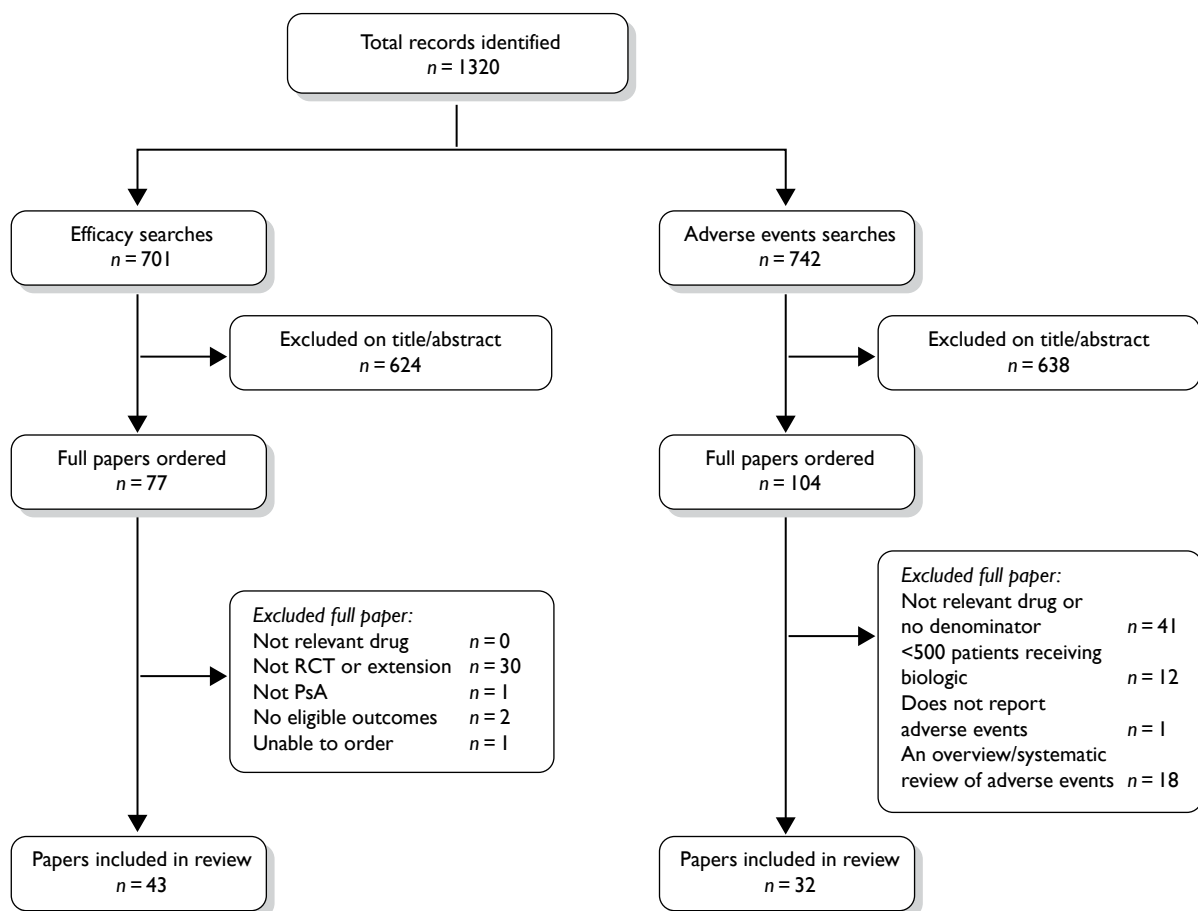 Total records identified
n = 1320
Efficacy searches
n = 701
Adverse events searches
n = 742
Excluded on title/abstract
n = 624
Excluded on title/abstract
n = 638
Full papers ordered
n = 77
Full papers ordered
n = 104
Excluded full paper:
Not relevant drug n = 0
Not RCT or extension n = 30
Not PsA n = 1
No eligible outcomes n = 2
Unable to order n = 1
Excluded full paper:
Not relevant drug or
no denominator n = 41
<500 patients receiving
biologic n = 12
Does not report
adverse events n = 1
An overview/systematic
review of adverse events n = 18
Papers included in review
n = 43
Papers included in review
n = 32